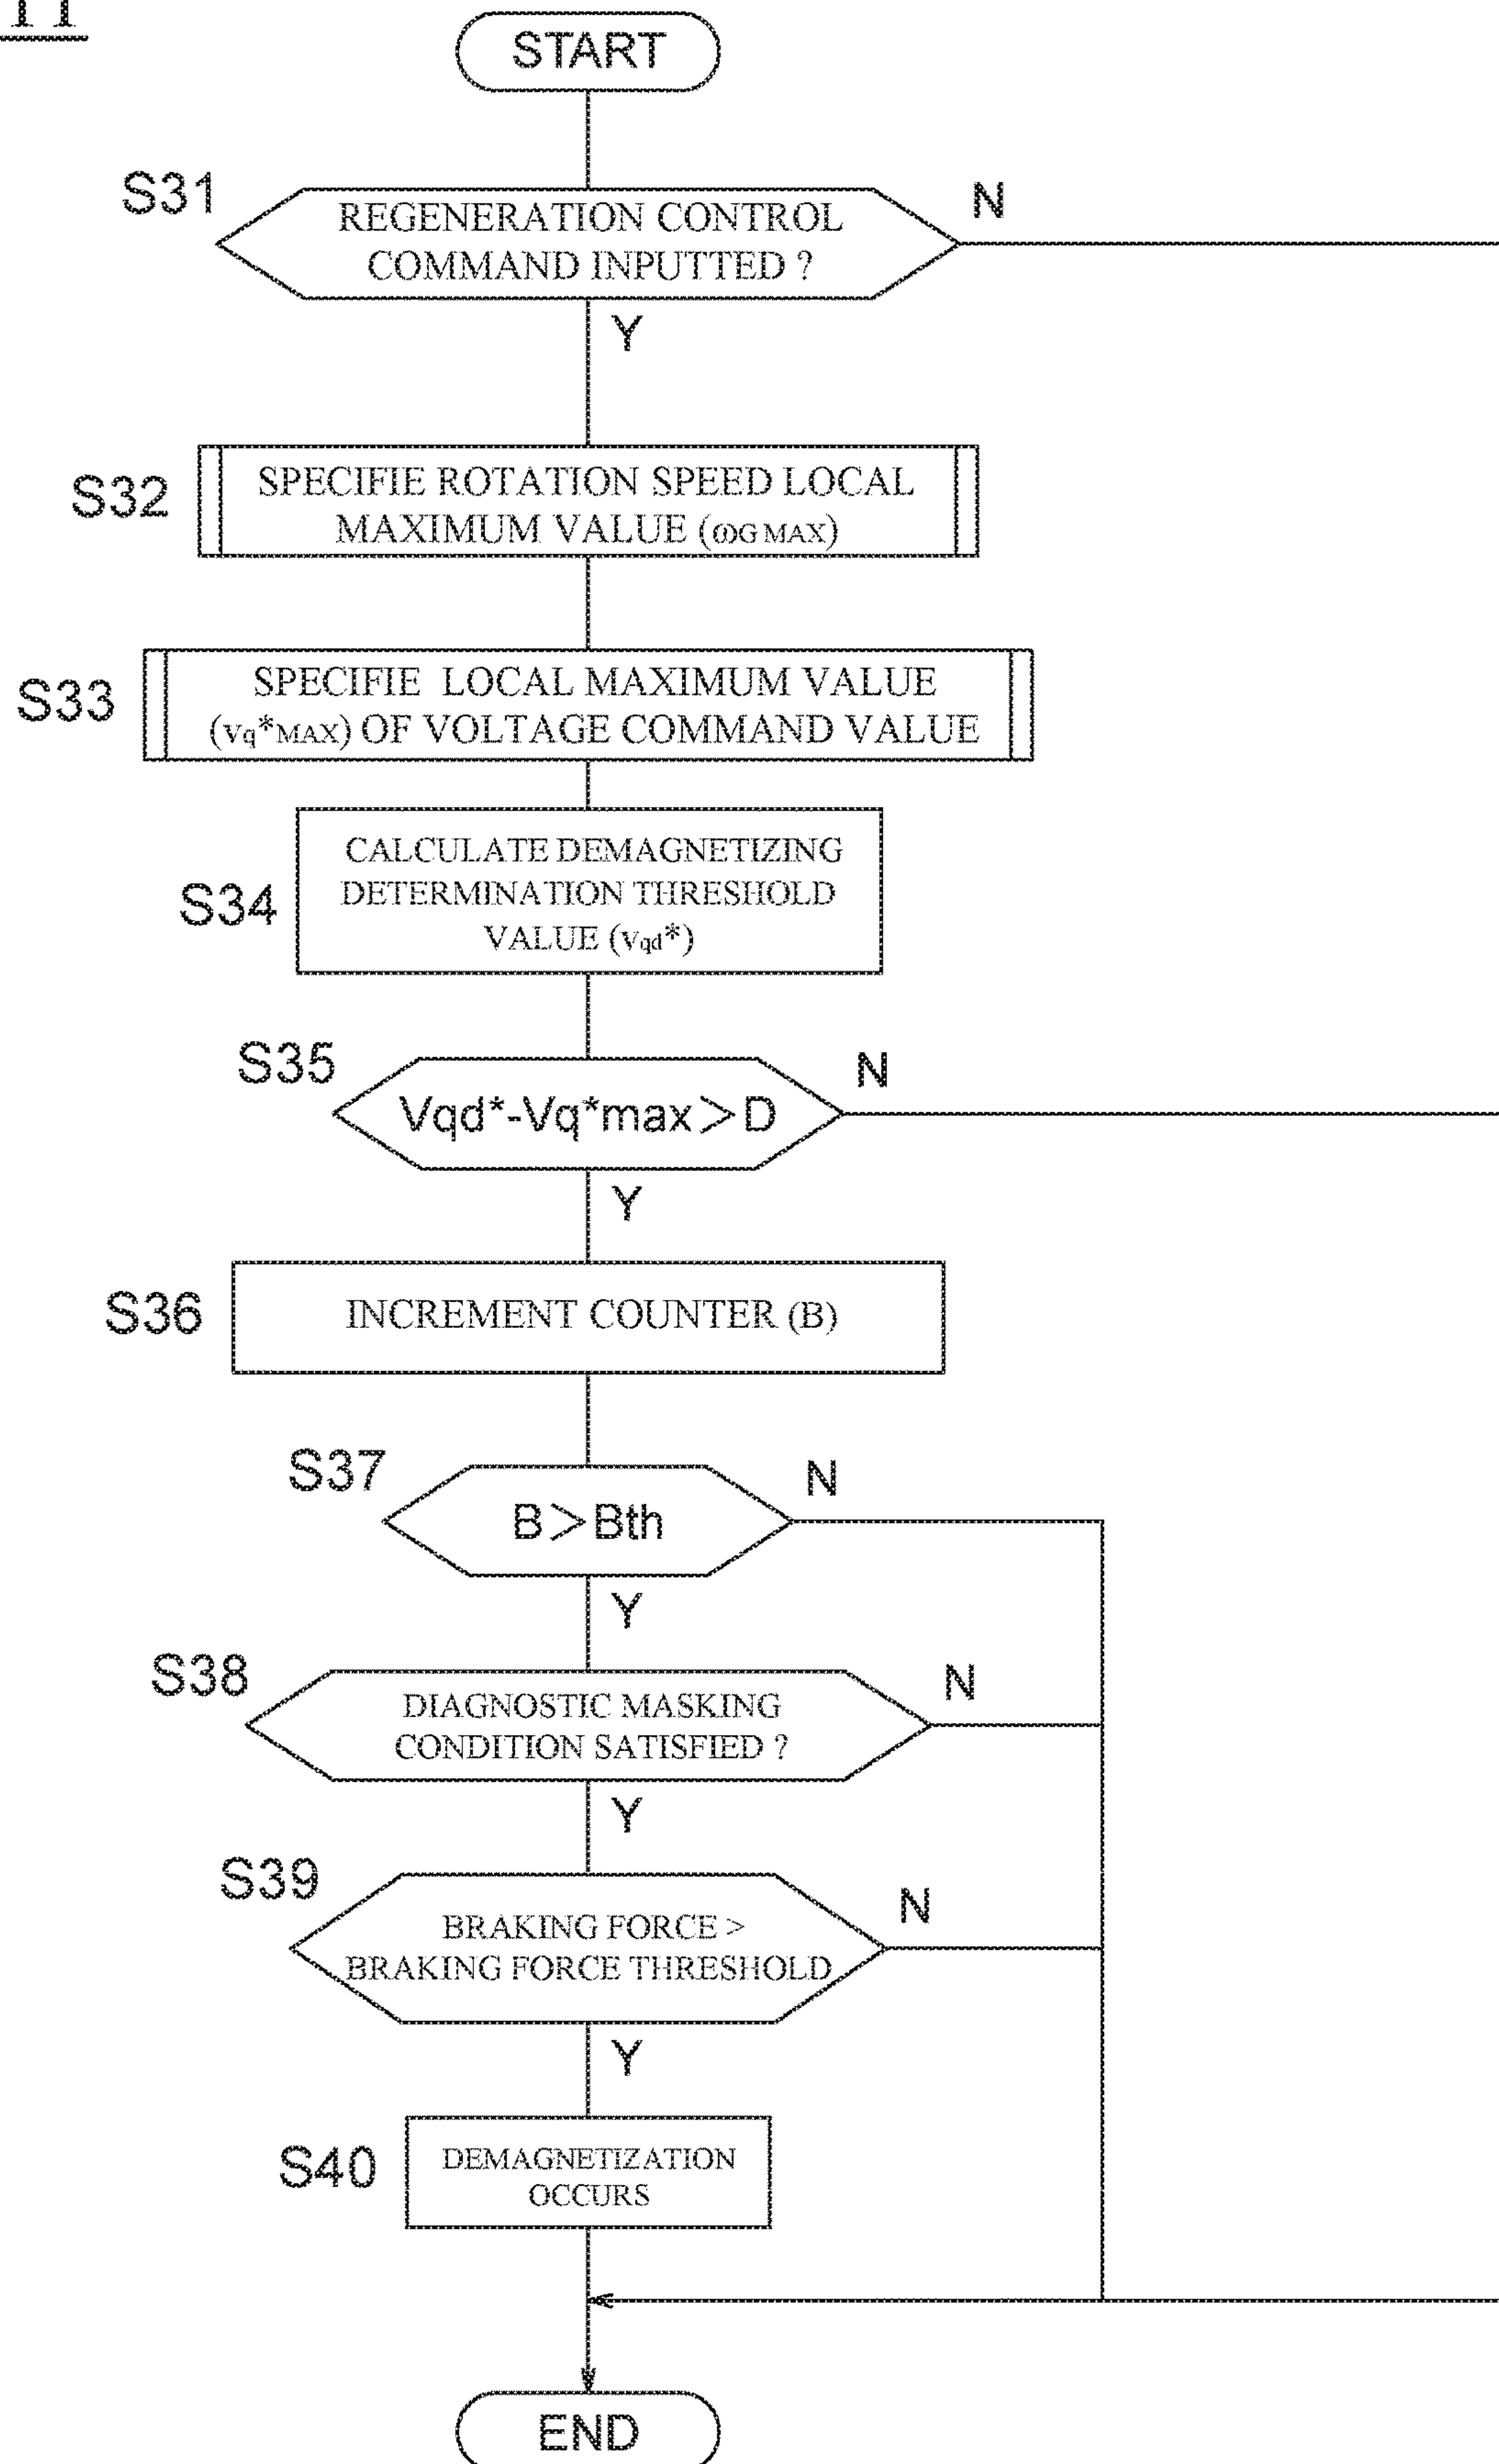 START
S31
REGENERATION CONTROL
COMMAND INPUTTED ?
N
Y
S32
SPECIFIE ROTATION SPEED LOCAL
MAXIMUM VALUE (ωG MAX)
S33
SPECIFIE LOCAL MAXIMUM VALUE
(Vq*MAX) OF VOLTAGE COMMAND VALUE
S34
CALCULATE DEMAGNETIZING
DETERMINATION THRESHOLD
VALUE (Vqd*)
S35
Vqd*-Vq*max>D
N
Y
S36
INCREMENT COUNTER (B)
S37
B>Bth
N
Y
S38
DIAGNOSTIC MASKING
CONDITION SATISFIED ?
N
Y
S39
BRAKING FORCE >
BRAKING FORCE THRESHOLD
N
Y
S40
DEMAGNETIZATION
OCCURS
END